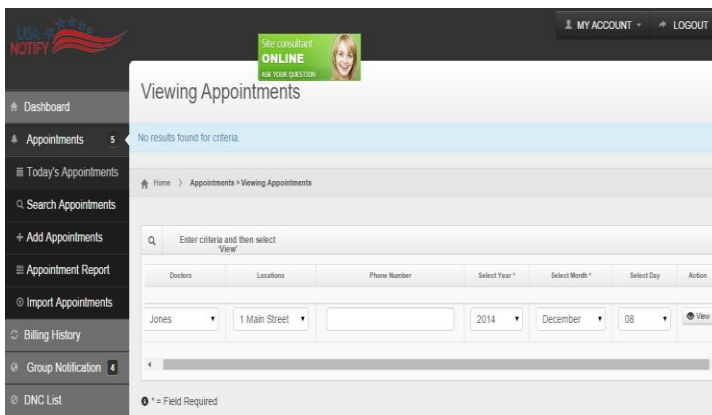 USA
NOTIFY
Site consultant
ONLINE
ASK YOUR QUESTION
MY ACCOUNT
LOGOUT
Viewing Appointments
No results found for criteria.
Home > Appointments > Viewing Appointments
Dashboard
Appointments 5
Today's Appointments
Search Appointments
Add Appointments
Appointment Report
Import Appointments
Billing History
Group Notification 4
DNC List
Enter criteria and then select
'View'
Doctors Locations Phone Number Select Year * Select Month * Select Day Action
Jones 1 Main Street 2014 December 08 View
* = Field Required